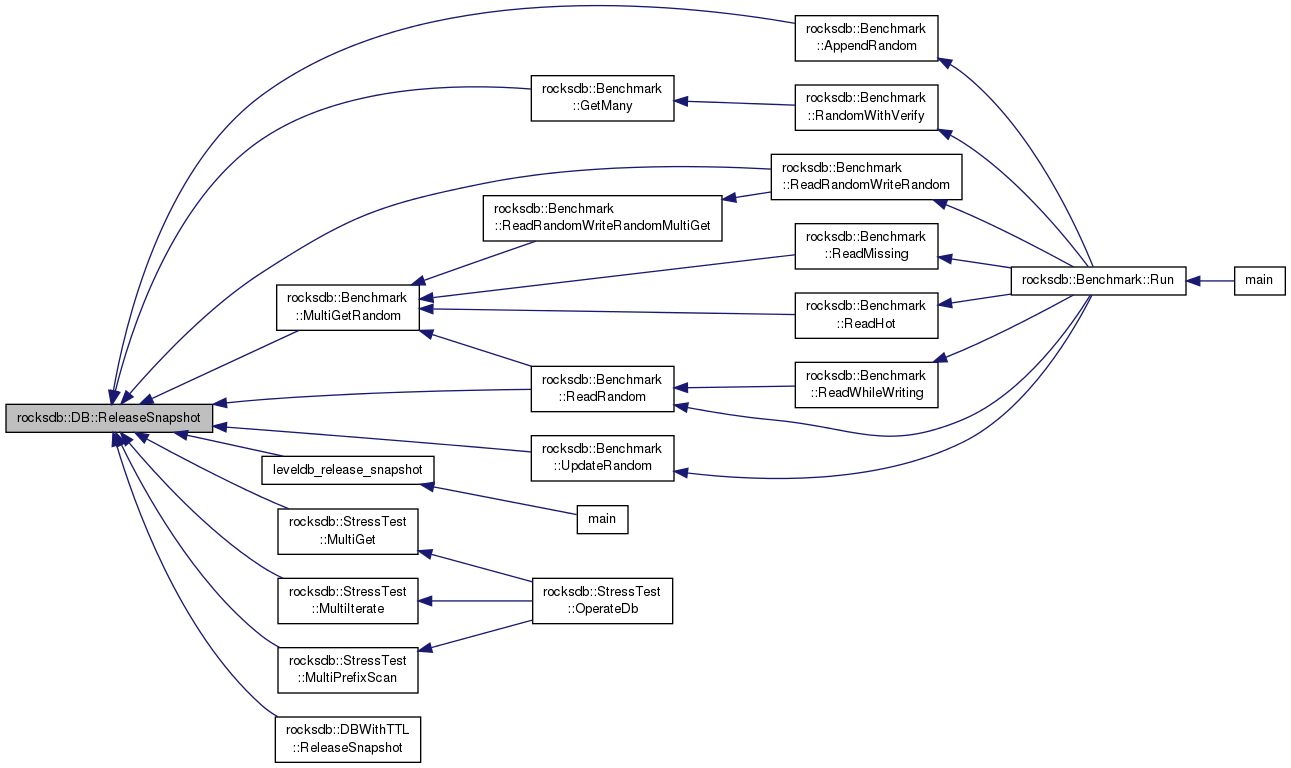 rocksdb::Benchmark
::AppendRandom
rocksdb::Benchmark
::GetMany
rocksdb::Benchmark
::RandomWithVerify
rocksdb::Benchmark
::ReadRandomWriteRandom
rocksdb::Benchmark
::ReadRandomWriteRandomMultiGet
rocksdb::Benchmark
::ReadMissing
rocksdb::Benchmark::Run
main
rocksdb::Benchmark
::MultiGetRandom
rocksdb::Benchmark
::ReadHot
rocksdb::Benchmark
::ReadRandom
rocksdb::Benchmark
::ReadWhileWriting
rocksdb::DB::ReleaseSnapshot
rocksdb::Benchmark
::UpdateRandom
leveldb_release_snapshot
main
rocksdb::StressTest
::MultiGet
rocksdb::StressTest
::MultiIterate
rocksdb::StressTest
::OperateDb
rocksdb::StressTest
::MultiPrefixScan
rocksdb::DBWithTTL
::ReleaseSnapshot